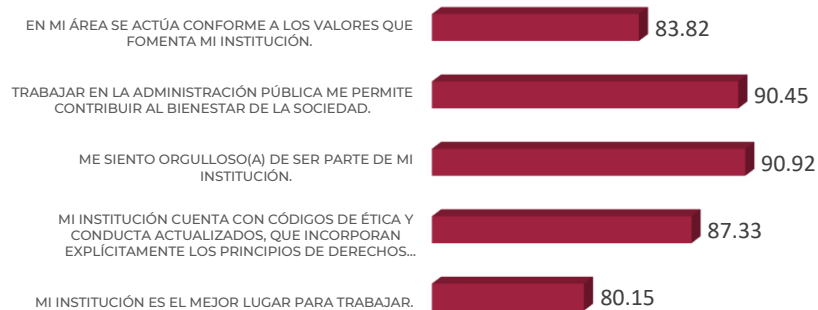 EN MI ÁREA SE ACTÚA CONFORME A LOS VALORES QUE
FOMENTA MI INSTITUCIÓN.
83.82
TRABAJAR EN LA ADMINISTRACIÓN PÚBLICA ME PERMITE
CONTRIBUIR AL BIENESTAR DE LA SOCIEDAD.
90.45
ME SIENTO ORGULLOSO(A) DE SER PARTE DE MI
INSTITUCIÓN.
90.92
MI INSTITUCIÓN CUENTA CON CÓDIGOS DE ÉTICA Y
CONDUCTA ACTUALIZADOS, QUE INCORPORAN
EXPLÍCITAMENTE LOS PRINCIPIOS DE DERECHOS...
87.33
MI INSTITUCIÓN ES EL MEJOR LUGAR PARA TRABAJAR.
80.15